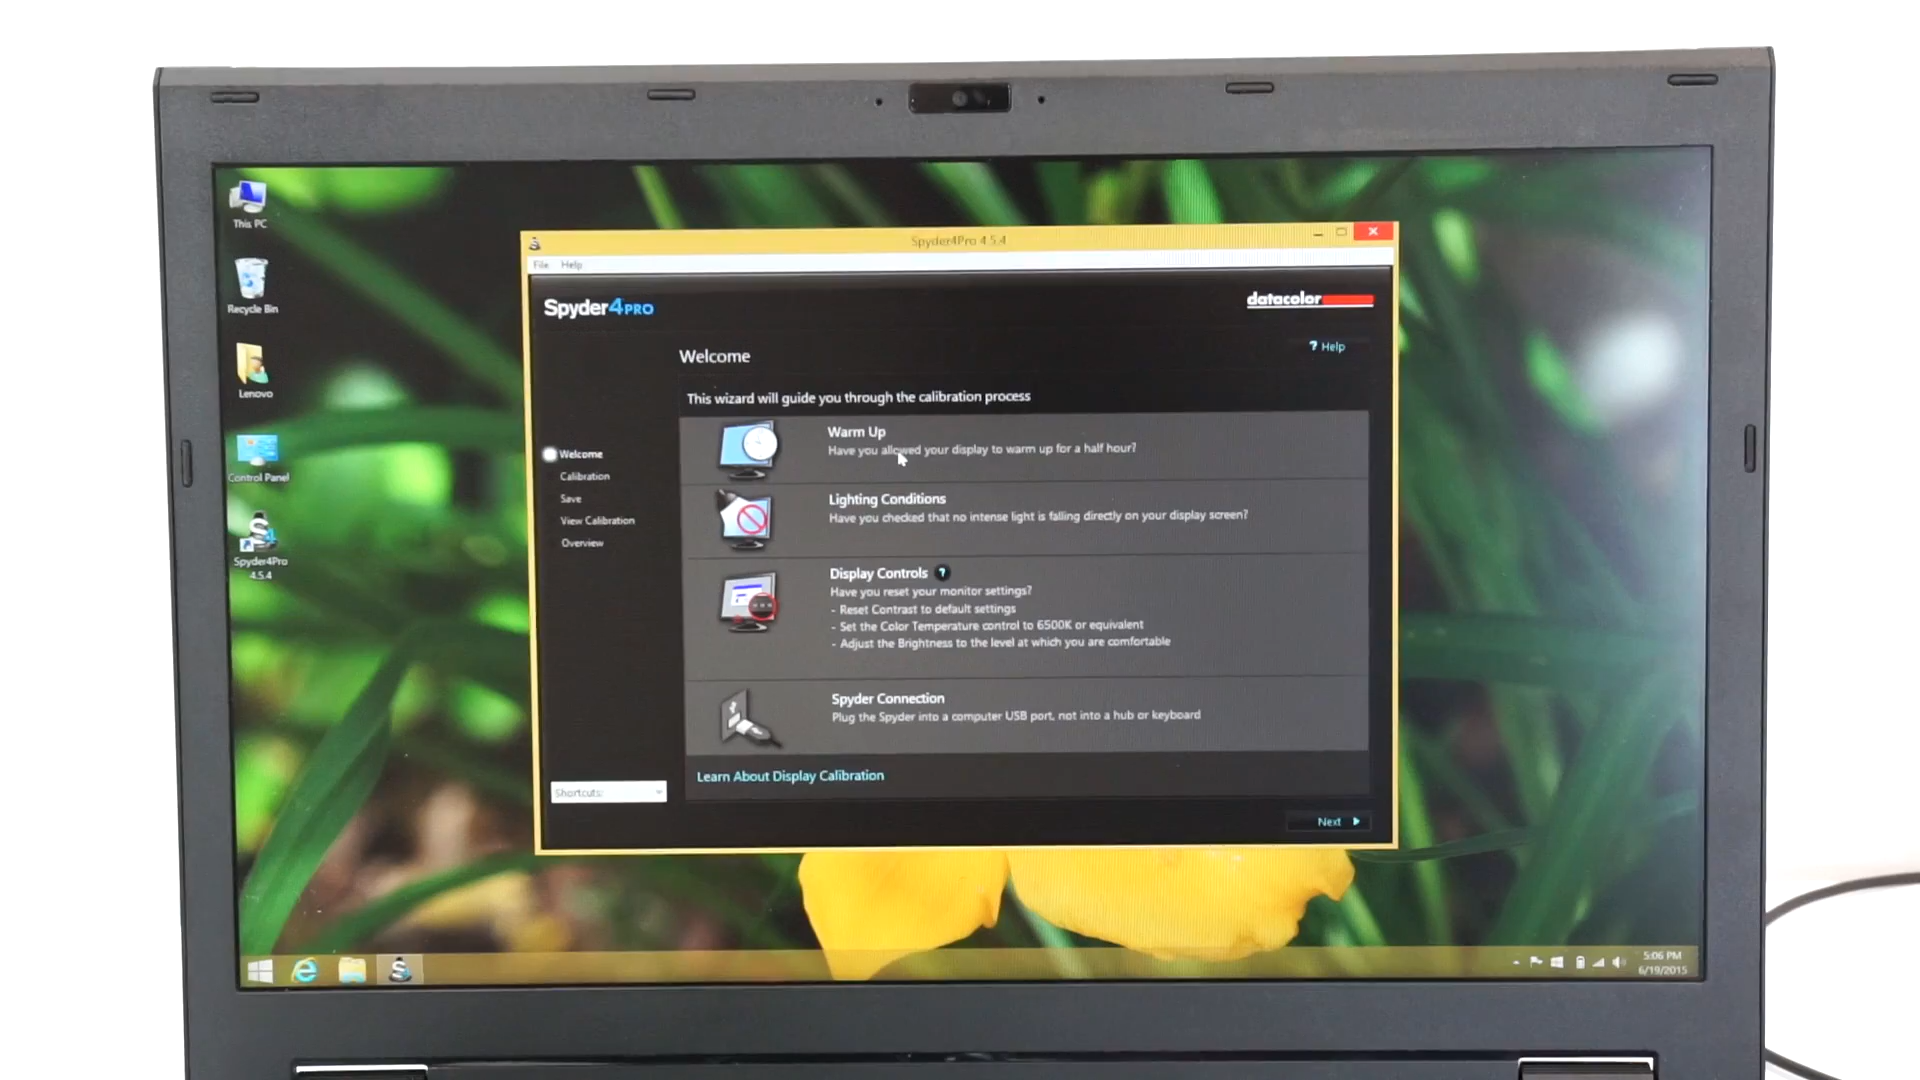 This PC
Recycle Bin
Lenovo
Control Panel
Spyder4Pro
4.5.4
Spyder4Pro 4.5.4
File Help
Spyder4PRO
datacolor
? Help
Welcome
This wizard will guide you through the calibration process
Welcome
Calibration
Save
View Calibration
Overview
Warm Up
Have you allowed your display to warm up for a half hour?
Lighting Conditions
Have you checked that no intense light is falling directly on your display screen?
Display Controls ?
Have you reset your monitor settings?
- Reset Contrast to default settings
- Set the Color Temperature control to 6500K or equivalent
- Adjust the Brightness to the level at which you are comfortable
Spyder Connection
Plug the Spyder into a computer USB port, not into a hub or keyboard
Learn About Display Calibration
Shortcuts:
Next
5:06 PM
6/19/2015